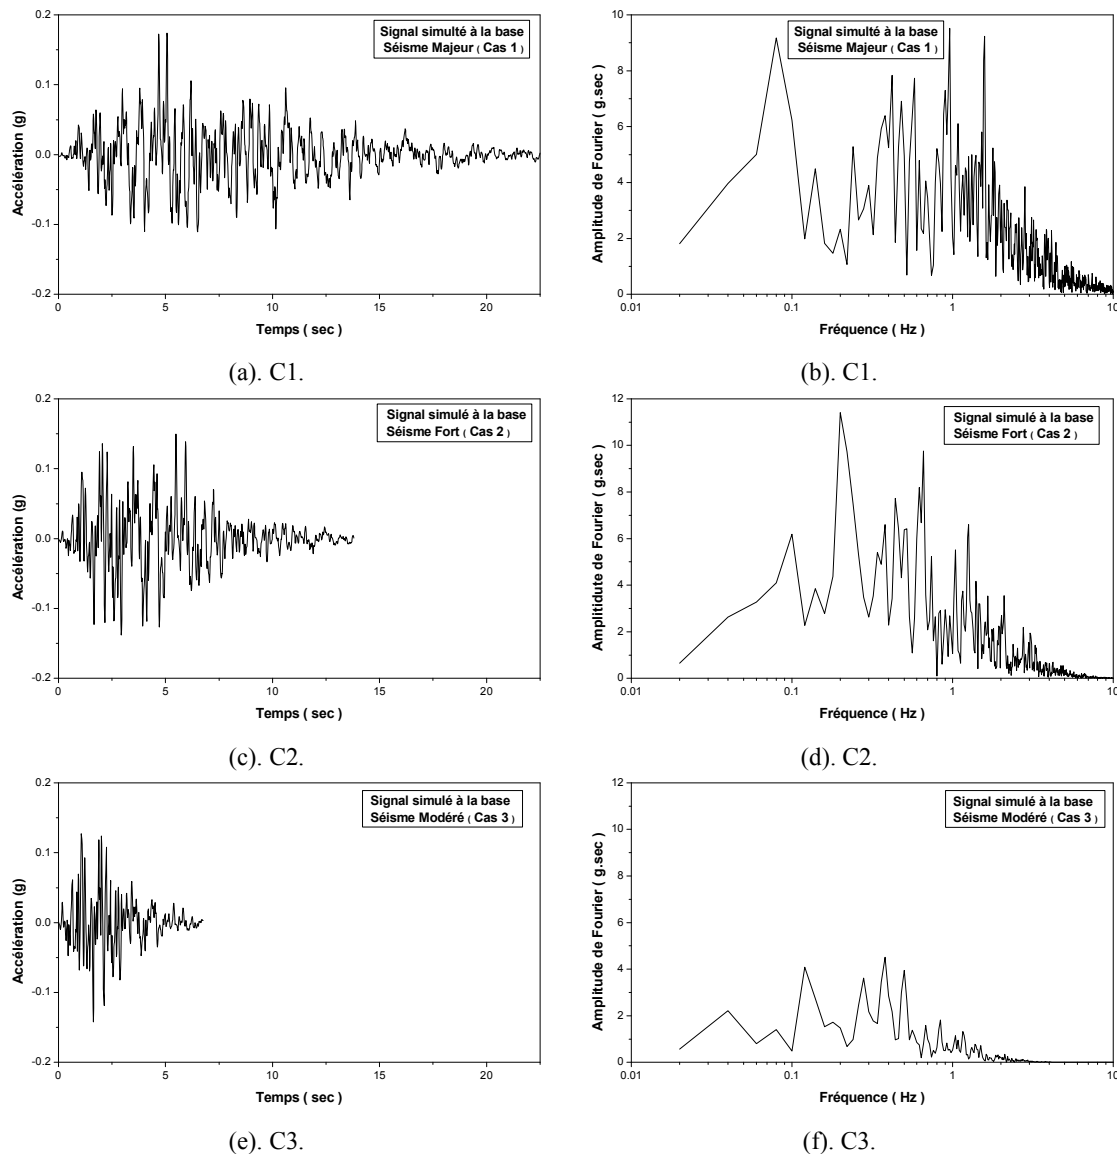 0.2
0.1
0.0
-0.1
-0.2
Accélération (g)
Signal simulté à la base
Séisme Majeur ( Cas 1 )
0 5 10 15 20
Temps ( sec )
(a). C1.
10
8
6
4
2
0
Amplitude de Fourier ( g.sec )
Signal simulté à la base
Séisme Majeur ( Cas 1 )
0.01 0.1 1 10
Fréquence ( Hz )
(b). C1.
0.2
0.1
0.0
-0.1
-0.2
Accélération (g)
Signal simulé à la base
Séisme Fort ( Cas 2 )
0 5 10 15 20
Temps ( sec )
(c). C2.
12
10
8
6
4
2
0
Amplitidute de Fourier ( g.sec )
Signal simulé à la base
Séisme Fort ( Cas 2 )
0.01 0.1 1 10
Fréquence ( Hz )
(d). C2.
0.2
0.1
0.0
-0.1
-0.2
Accélération (g)
Signal simulé à la base
Séisme Modéré ( Cas 3 )
0 5 10 15 20
Temps ( sec )
(e). C3.
12
10
8
6
4
2
0
Amplitude de Fourier ( g.sec )
Signal simulé à la base
Séisme Modéré ( Cas 3 )
0.01 0.1 1 10
Fréquence ( Hz )
(f). C3.